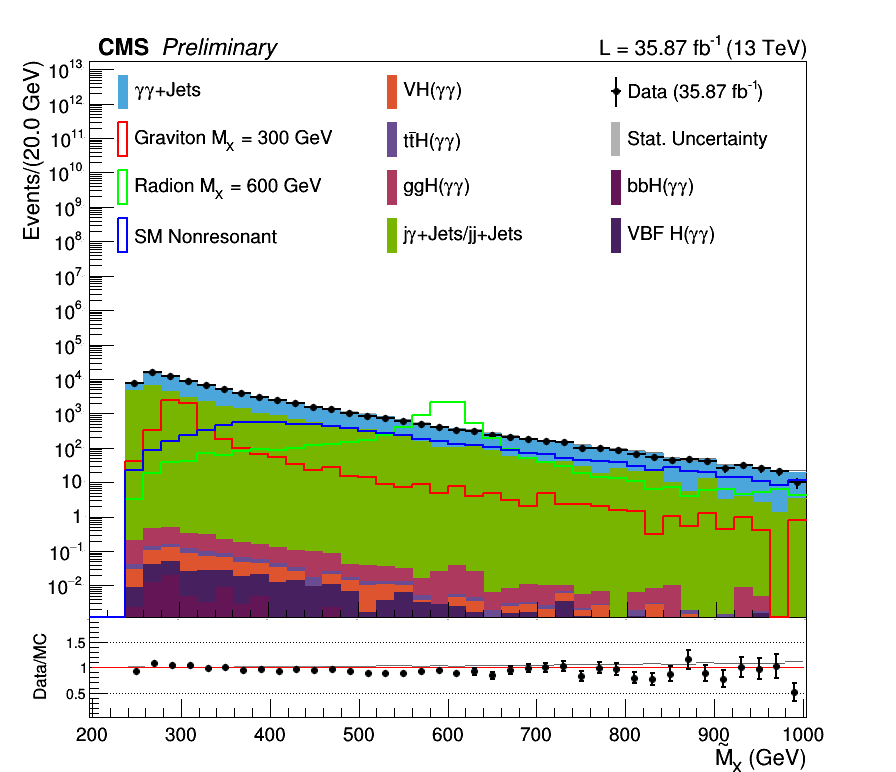 CMS Preliminary L = 35.87 fb⁻¹ (13 TeV)
Events/(20.0 GeV)
10¹³
10¹²
10¹¹
10¹⁰
10⁹
10⁸
10⁷
10⁶
10⁵
10⁴
10³
10²
10
1
10⁻¹
10⁻²
γγ+Jets
Graviton Mₓ = 300 GeV
Radion Mₓ = 600 GeV
SM Nonresonant
VH(γγ)
tt̄H(γγ)
ggH(γγ)
jγ+Jets/jj+Jets
Data (35.87 fb⁻¹)
Stat. Uncertainty
bbH(γγ)
VBF H(γγ)
Data/MC
1.5
1
0.5
200 300 400 500 600 700 800 900 1000
M̃ₓ (GeV)